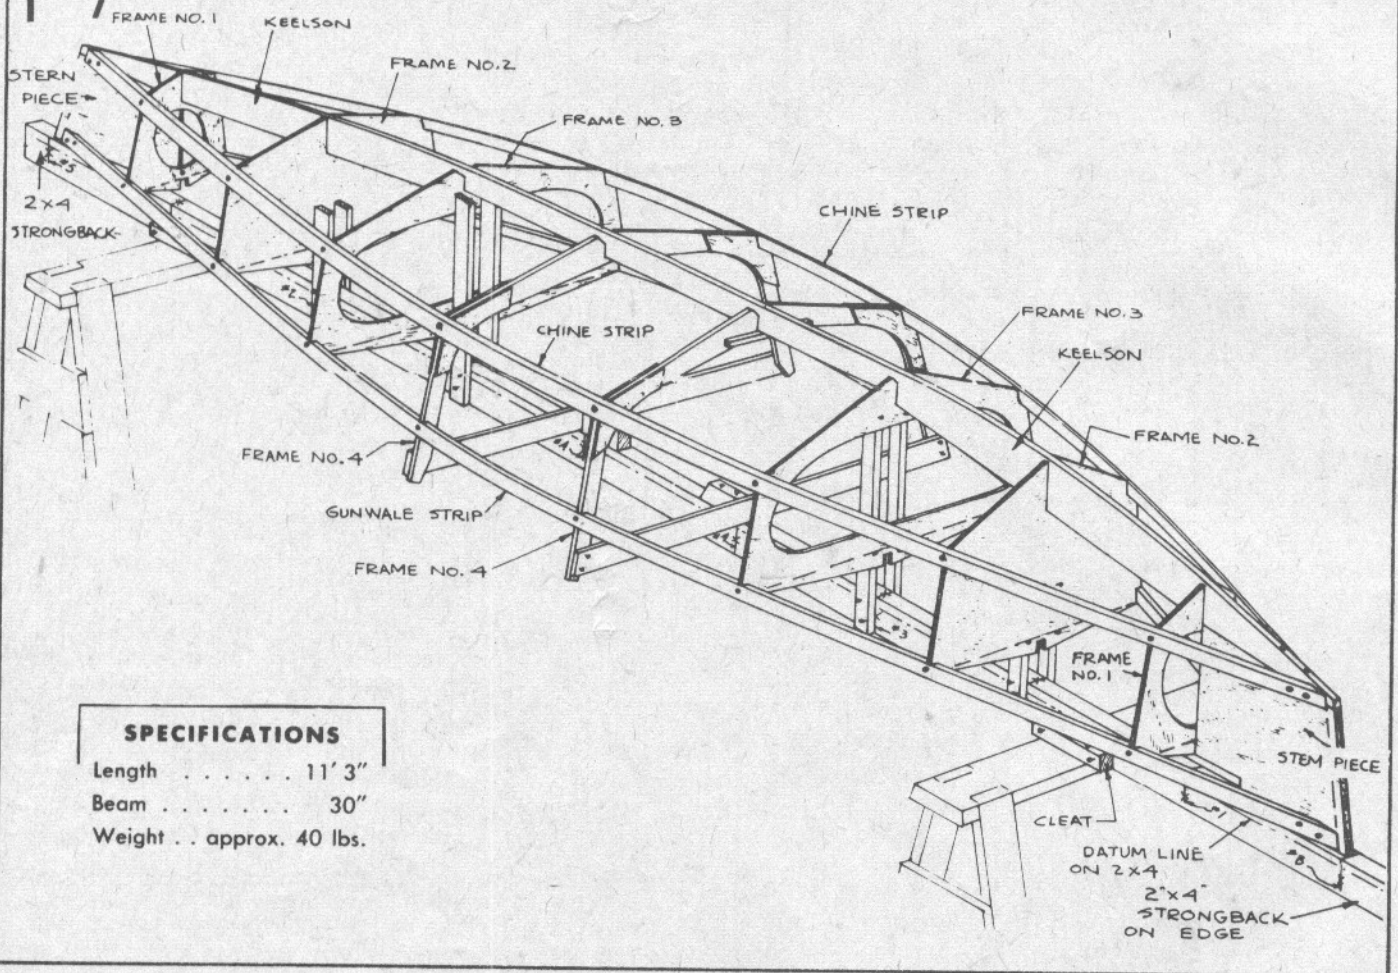 FRAME NO. 1
KEELSON
FRAME NO. 2
STERN
PIECE
FRAME NO. 3
2x4
STRONGBACK
#5
CHINE STRIP
#2
CHINE STRIP
FRAME NO. 3
KEELSON
FRAME NO. 2
FRAME NO. 4
GUNWALE STRIP
FRAME NO. 4
#3
FRAME
NO. 1
STEM PIECE
CLEAT
DATUM LINE
ON 2x4
2"x4"
STRONGBACK
ON EDGE
SPECIFICATIONS
Length . . . . . . 11' 3"
Beam . . . . . . . 30"
Weight . . approx. 40 lbs.